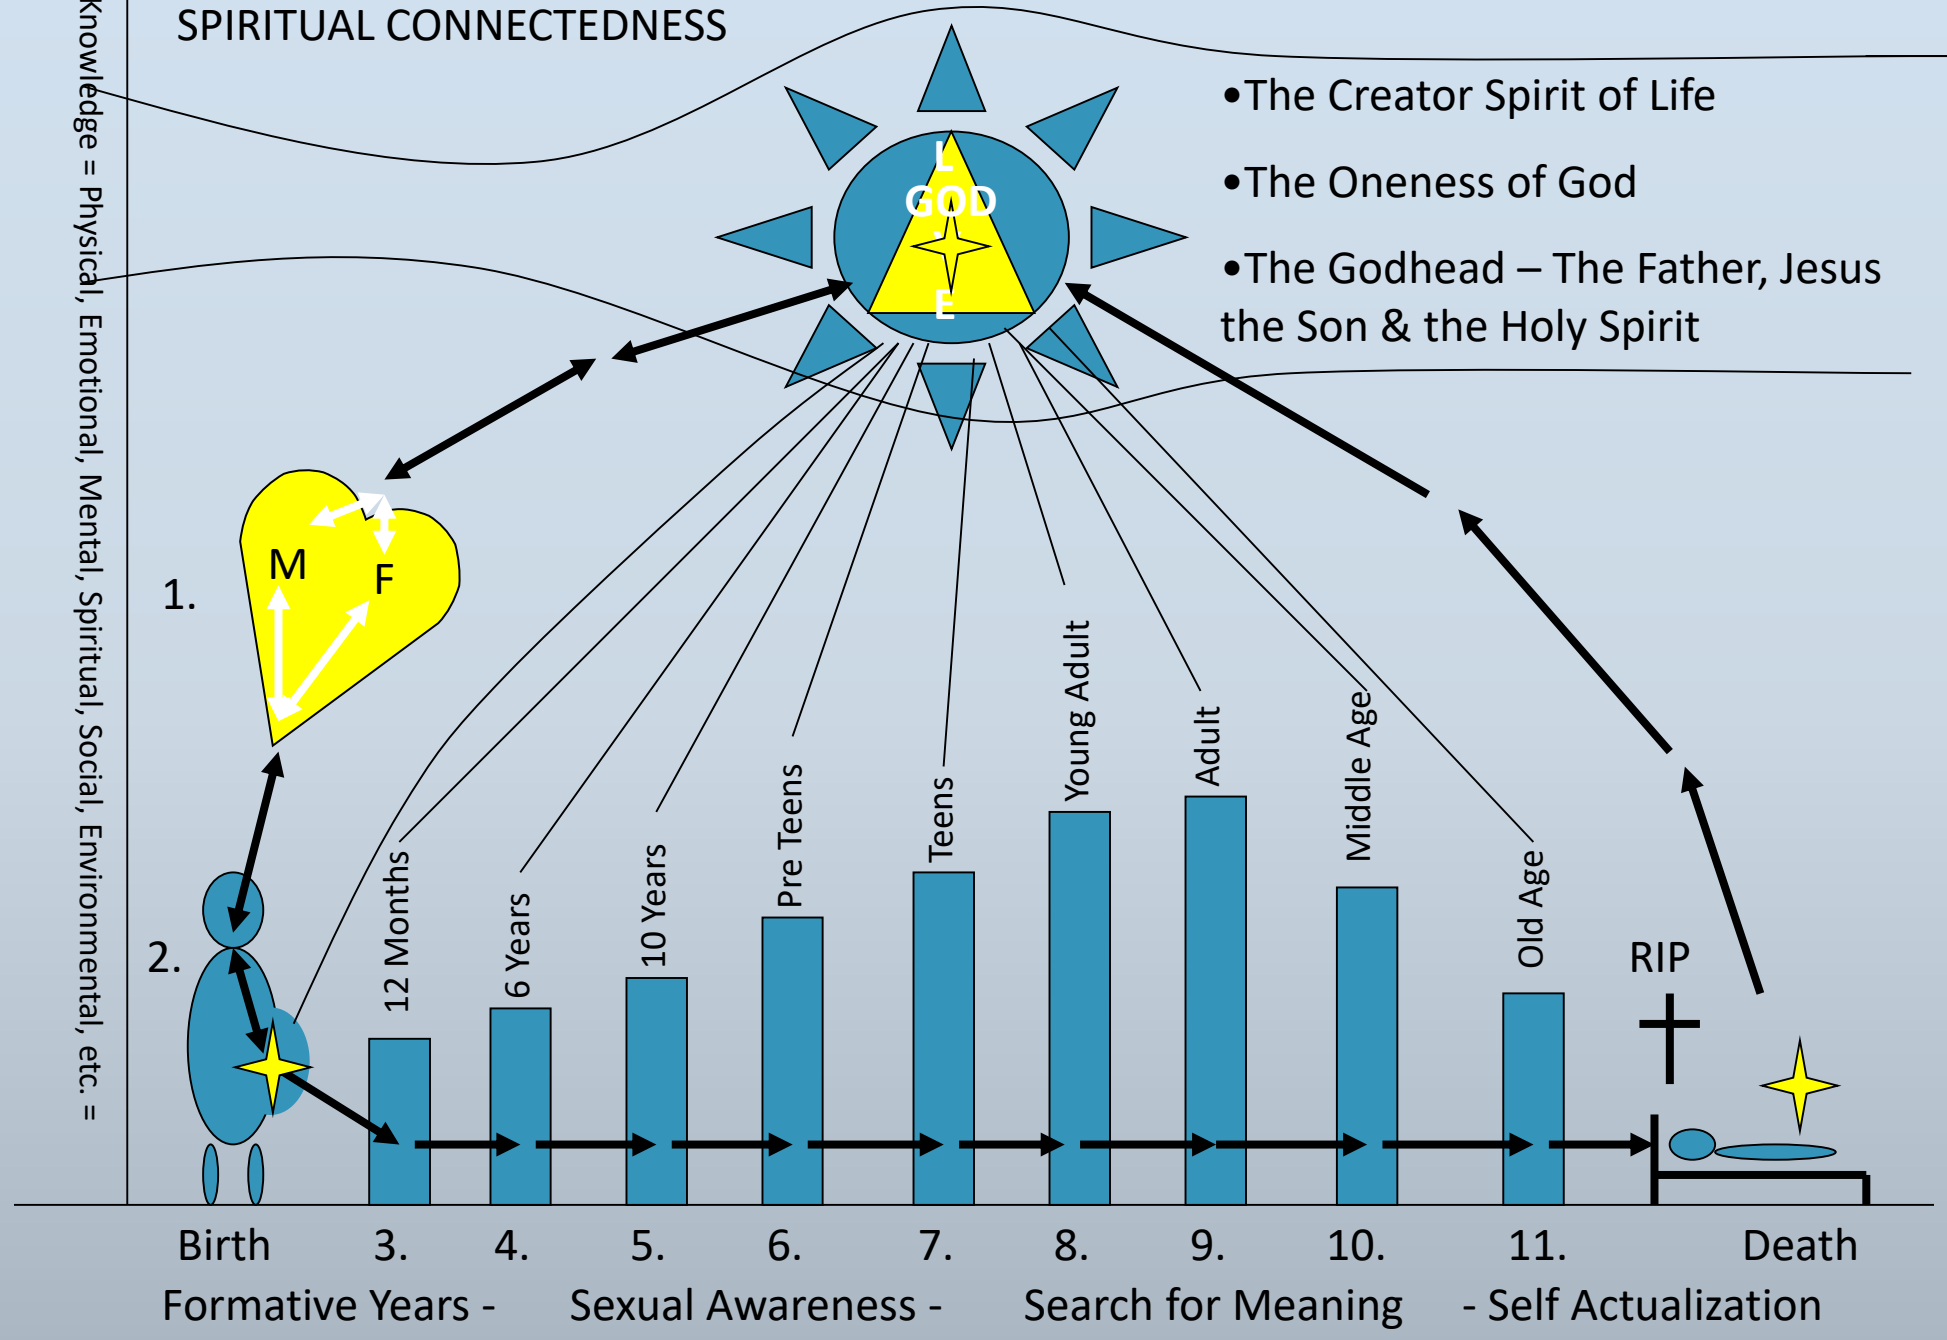 SPIRITUAL CONNECTEDNESS
Knowledge = Physical, Emotional, Mental, Spiritual, Social, Environmental, etc. =
•The Creator Spirit of Life
•The Oneness of God
•The Godhead – The Father, Jesus
the Son & the Holy Spirit
L
GOD
E
1.
M
F
2.
12 Months
6 Years
10 Years
Pre Teens
Teens
Young Adult
Adult
Middle Age
Old Age
RIP
Birth 3. 4. 5. 6. 7. 8. 9. 10. 11. Death
Formative Years - Sexual Awareness - Search for Meaning - Self Actualization